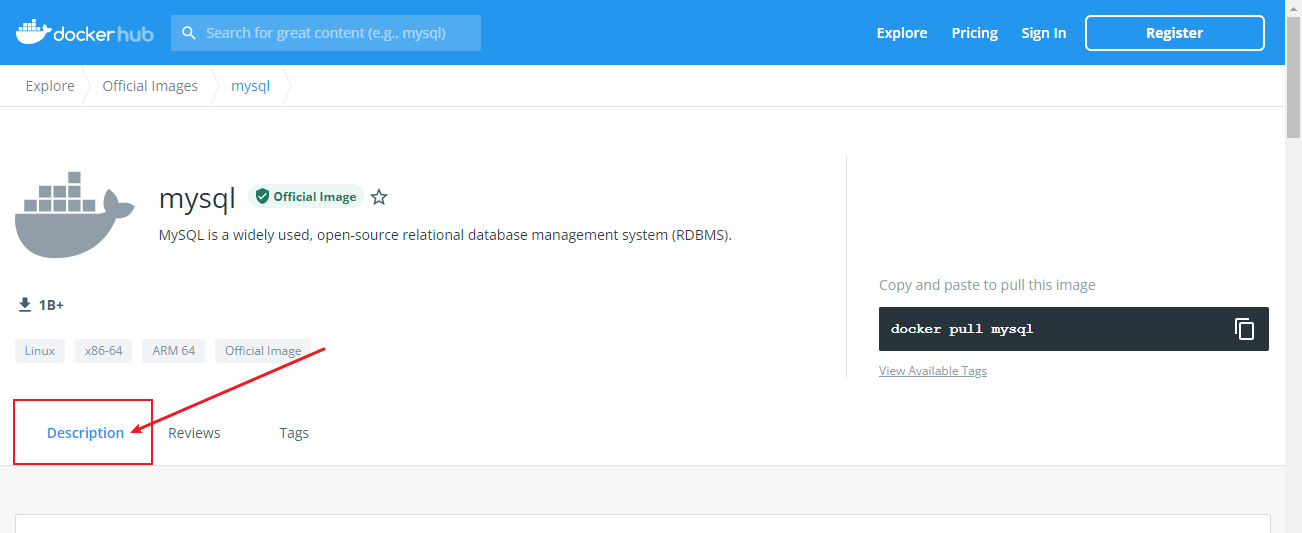 docker hub Search for great content (e.g., mysql) Explore Pricing Sign In Register
Explore Official Images mysql
mysql Official Image
MySQL is a widely used, open-source relational database management system (RDBMS).
1B+
Linux x86-64 ARM 64 Official Image
Copy and paste to pull this image
docker pull mysql
View Available Tags
Description Reviews Tags